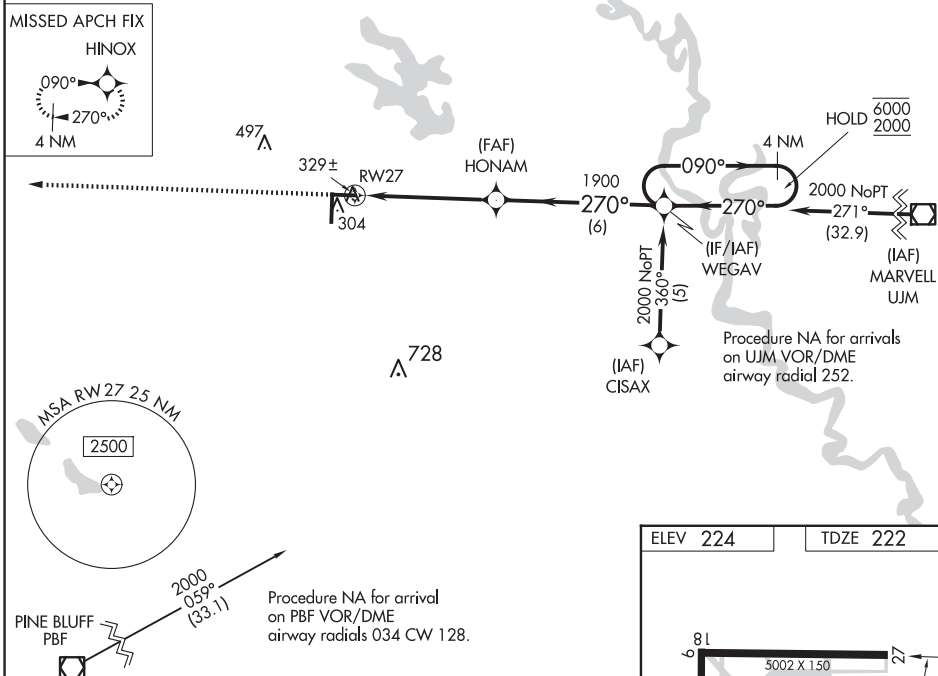 MISSED APCH FIX
HINOX
090°
270°
4 NM
497
329±
RW27
304
(FAF)
HONAM
1900
270°
(6)
HOLD 6000
2000
4 NM
090°
270°
2000 NoPT
271°
(32.9)
(IF/IAF)
WEGAV
(IAF)
MARVELL
UJM
2000 NoPT
360°
(5)
(IAF)
CISAX
Procedure NA for arrivals
on UJM VOR/DME
airway radial 252.
728
MSA RW 27 25 NM
2500
2000
059°
(33.1)
PINE BLUFF
PBF
Procedure NA for arrival
on PBF VOR/DME
airway radials 034 CW 128.
ELEV 224
TDZE 222
18
9
5002 X 150
27